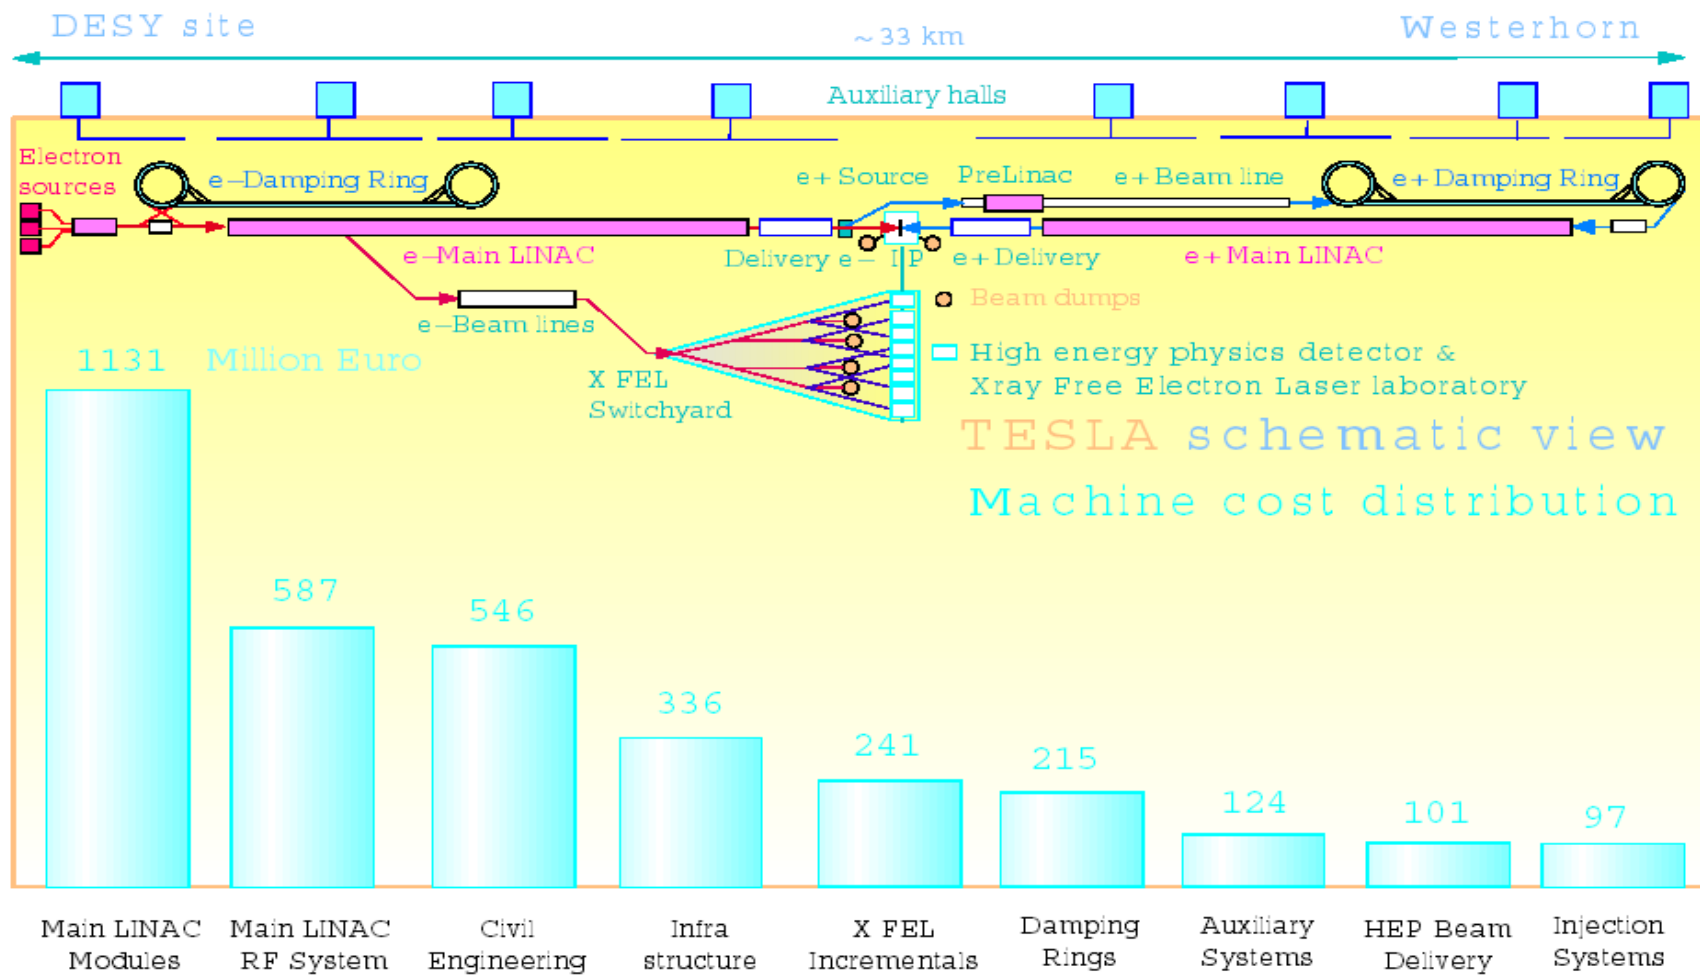 DESY site
~33 km
Westerhorn
Auxiliary halls
Electron
sources
e-Damping Ring
e+ Source
PreLinac
e+Beam line
e+Damping Ring
e-Main LINAC
Delivery e- IP
e+Delivery
e+Main LINAC
e-Beam lines
Beam dumps
X FEL
Switchyard
High energy physics detector &
Xray Free Electron Laser laboratory
TESLA schematic view
Machine cost distribution
1131 Million Euro
587
546
336
241
215
124
101
97
Main LINAC
Modules
Main LINAC
RF System
Civil
Engineering
Infra
structure
X FEL
Incrementals
Damping
Rings
Auxiliary
Systems
HEP Beam
Delivery
Injection
Systems